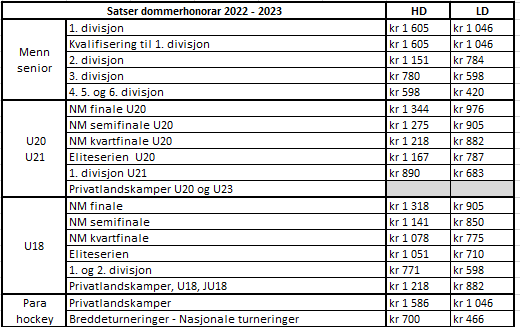 Satser dommerhonorar 2022 - 2023 HD LD
Menn senior
1. divisjon kr 1 605 kr 1 046
Kvalifisering til 1. divisjon kr 1 605 kr 1 046
2. divisjon kr 1 151 kr 784
3. divisjon kr 780 kr 598
4. 5. og 6. divisjon kr 598 kr 420
U20 U21
NM finale U20 kr 1 344 kr 976
NM semifinale U20 kr 1 275 kr 905
NM kvartfinale U20 kr 1 218 kr 882
Eliteserien U20 kr 1 167 kr 787
1. divisjon U21 kr 890 kr 683
Privatlandskamper U20 og U23
U18
NM finale kr 1 318 kr 905
NM semifinale kr 1 141 kr 850
NM kvartfinale kr 1 078 kr 775
Eliteserien kr 1 051 kr 710
1. og 2. divisjon kr 771 kr 598
Privatlandskamper, U18, JU18 kr 1 218 kr 882
Para hockey
Privatlandskamper kr 1 586 kr 1 046
Breddeturneringer - Nasjonale turneringer kr 700 kr 466